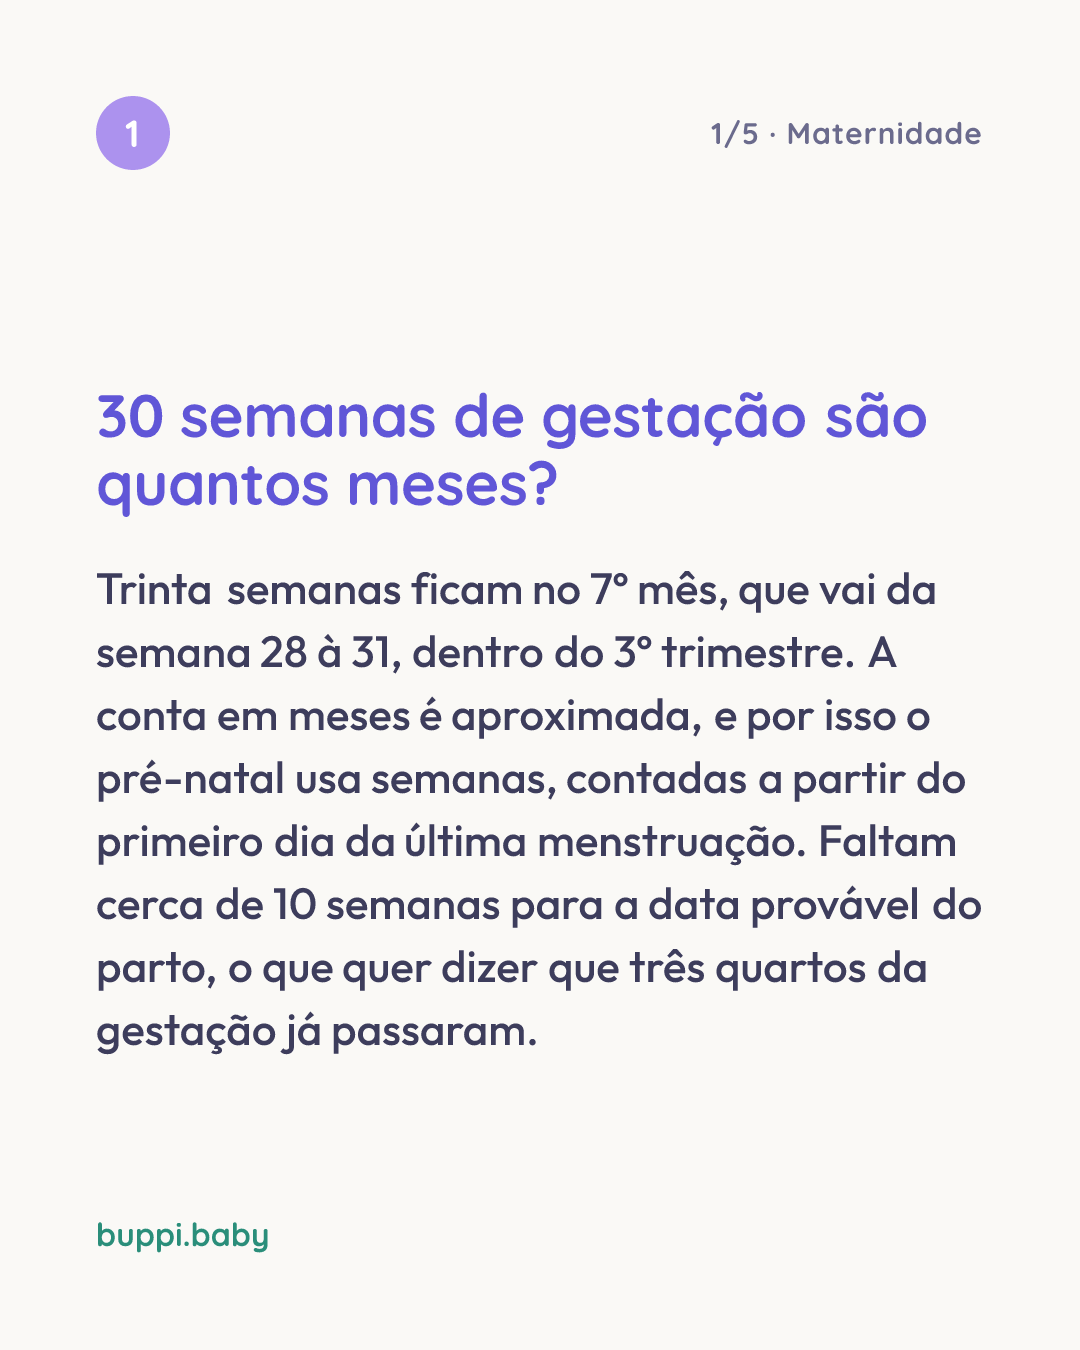 1
1/5 · Maternidade
30 semanas de gestação são
quantos meses?
Trinta semanas ficam no 7º mês, que vai da
semana 28 à 31, dentro do 3º trimestre. A
conta em meses é aproximada, e por isso o
pré-natal usa semanas, contadas a partir do
primeiro dia da última menstruação. Faltam
cerca de 10 semanas para a data provável do
parto, o que quer dizer que três quartos da
gestação já passaram.
buppi.baby